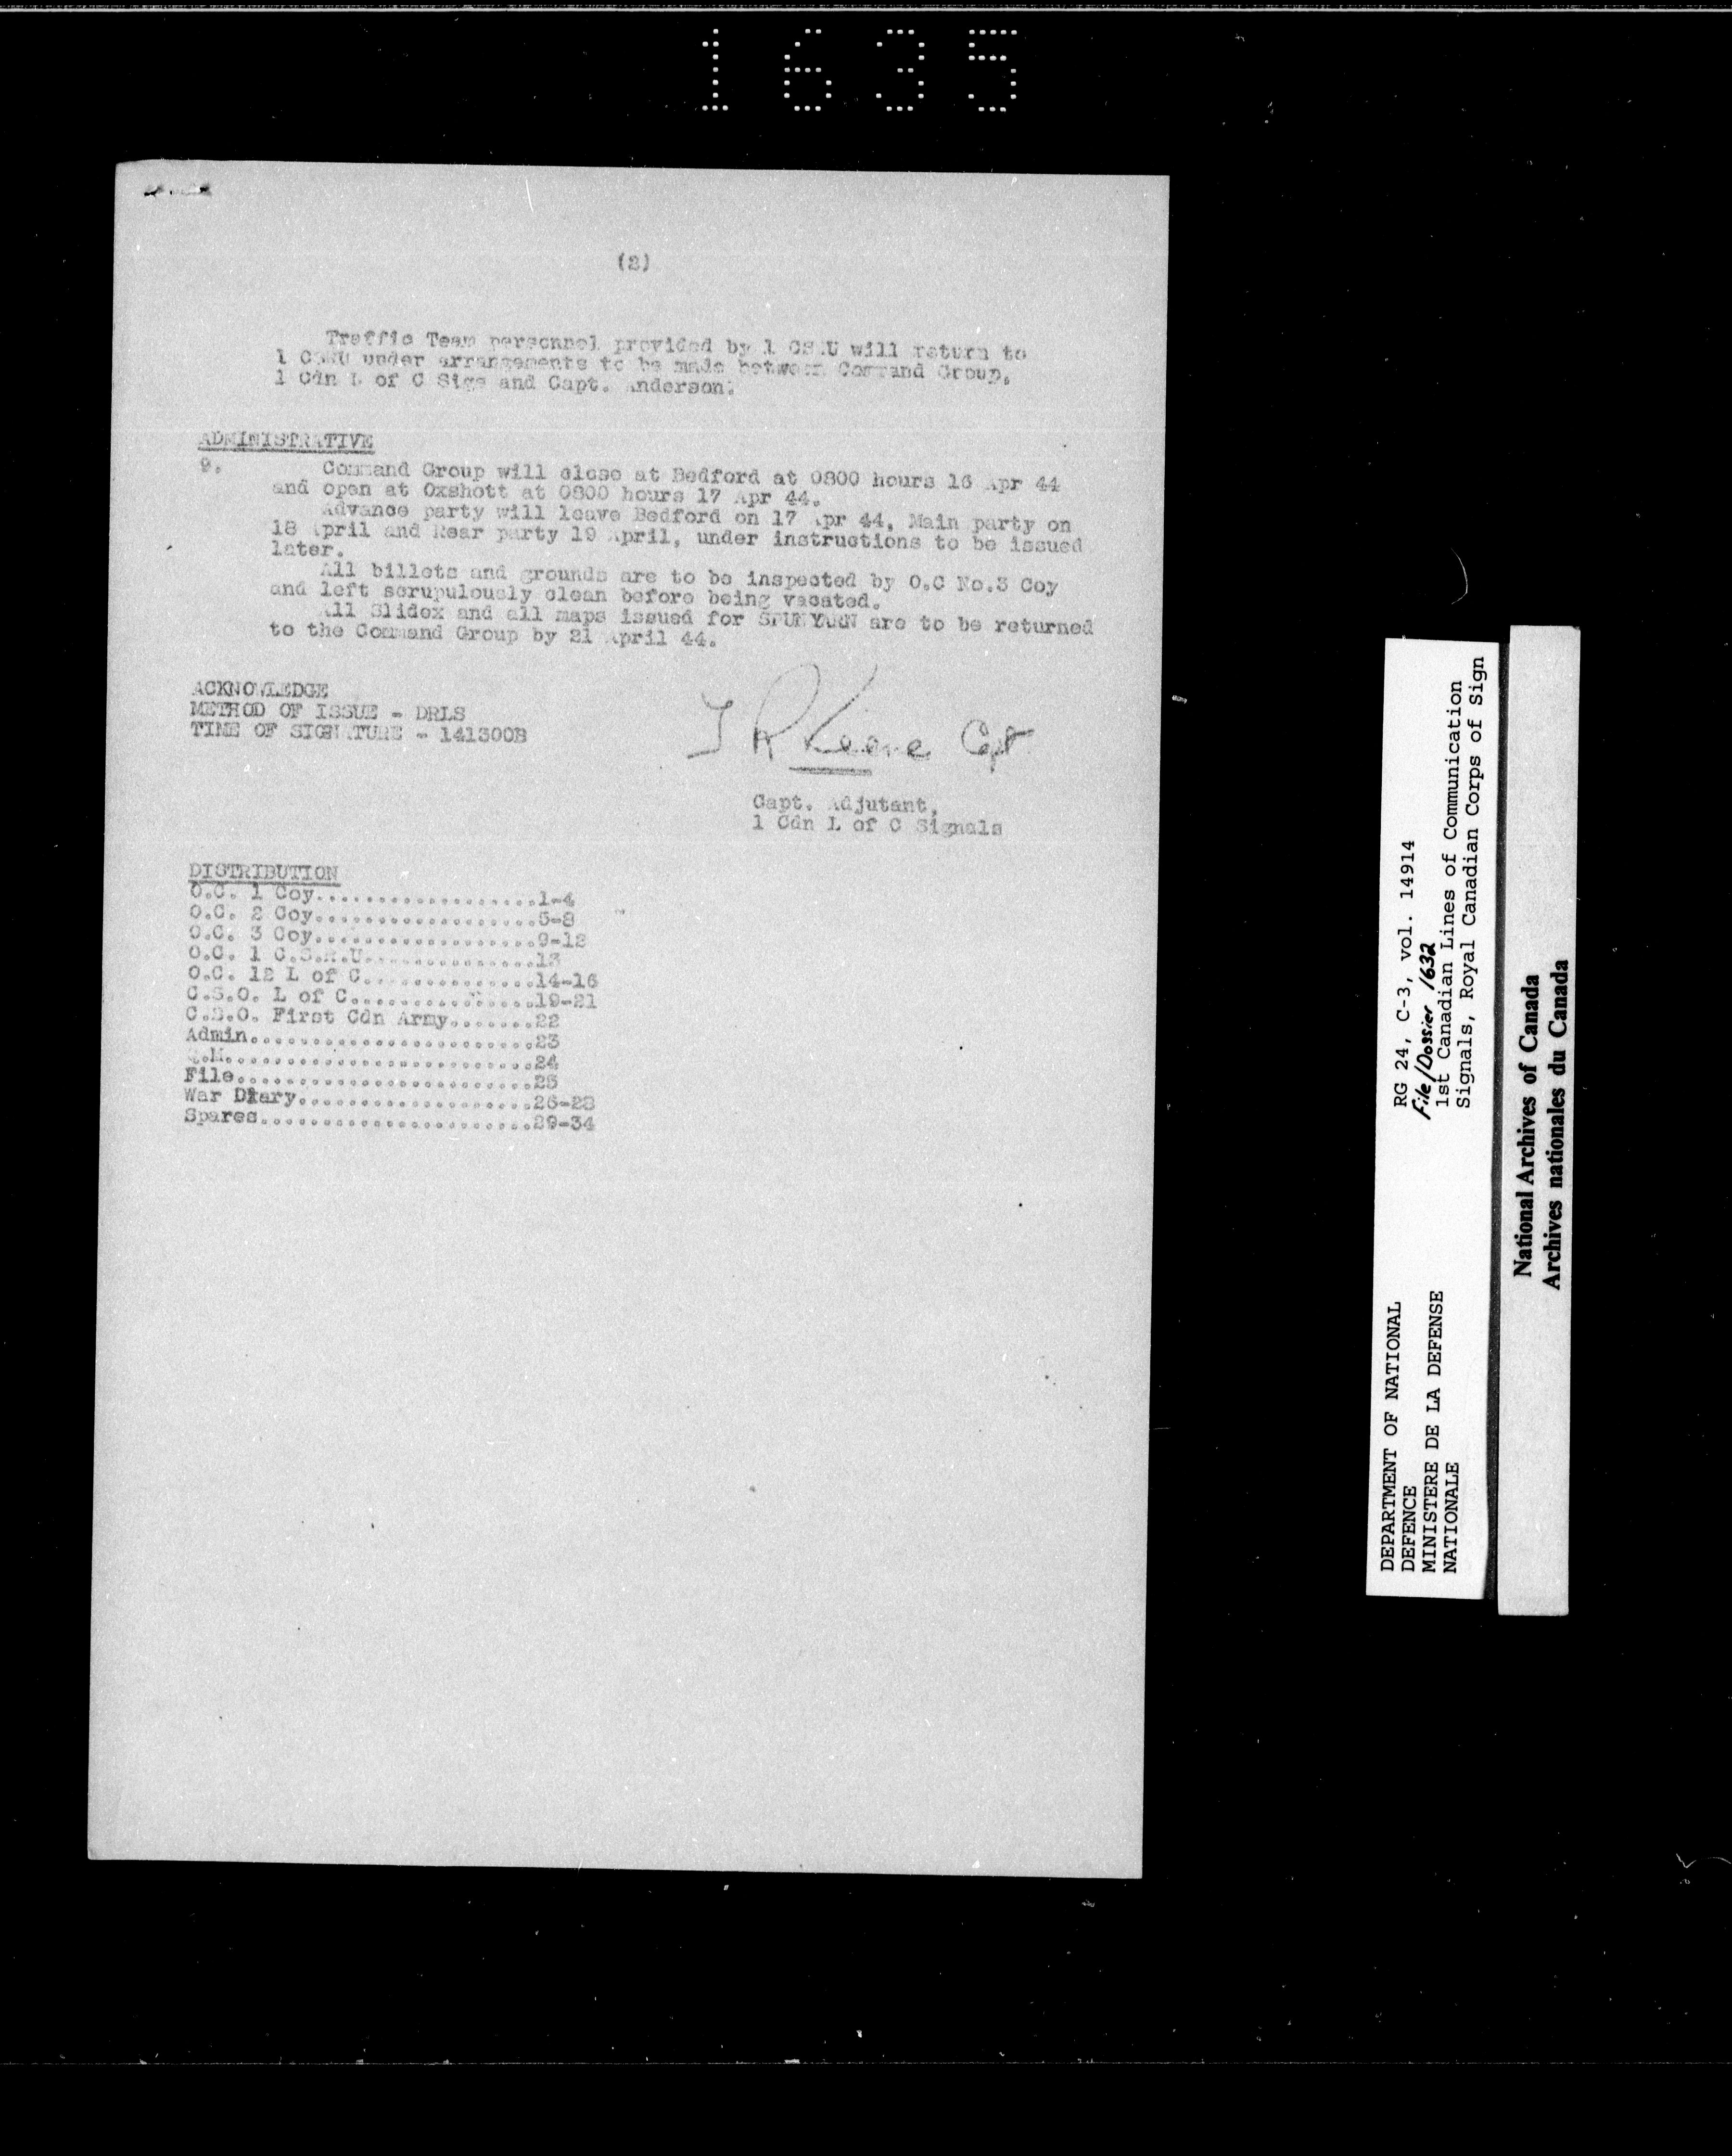 1635
(2)
Traffic Team personnel provided by 1 CSRU will return to
1 CSRU under arrangements to be made between Command Group,
1 Cdn L of C Sigs and Capt. Anderson.
ADMINISTRATIVE
9. Command Group will close at Bedford at 0800 hours 16 Apr 44
and open at Oxshott at 0800 hours 17 Apr 44.
Advance party will leave Bedford on 17 Apr 44, Main party on
18 April and Rear party 19 April, under instructions to be issued
later.
All billets and grounds are to be inspected by O.C No.3 Coy
and left scrupulously clean before being vacated.
All Slidex and all maps issued for SPUNYARN are to be returned
to the Command Group by 21 April 44.
ACKNOWLEDGE
METHOD OF ISSUE - DRLS
TIME OF SIGNATURE - 141300B
Keene Capt
Capt. Adjutant,
1 Cdn L of C Signals
DISTRIBUTION
O.C. 1 Coy...................1-4
O.C. 2 Coy...................5-8
O.C. 3 Coy...................9-12
O.C. 1 C.S.R.U...............13
O.C. 12 L of C...............14-16
C.S.O. L of C................19-21
C.S.O. First Cdn Army.......22
Admin........................23
Q.M..........................24
File.........................25
War Diary....................26-28
Spares.......................29-34
DEPARTMENT OF NATIONAL
DEFENCE
MINISTERE DE LA DEFENSE
NATIONALE
RG 24, C-3, vol. 14914
File/Dossier 1632
1st Canadian Lines of Communication
Signals, Royal Canadian Corps of Sign
National Archives of Canada
Archives nationales du Canada